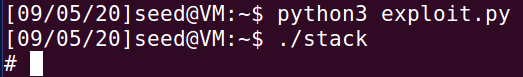 [09/05/20]seed@VM:~$ python3 exploit.py
[09/05/20]seed@VM:~$ ./stack
#